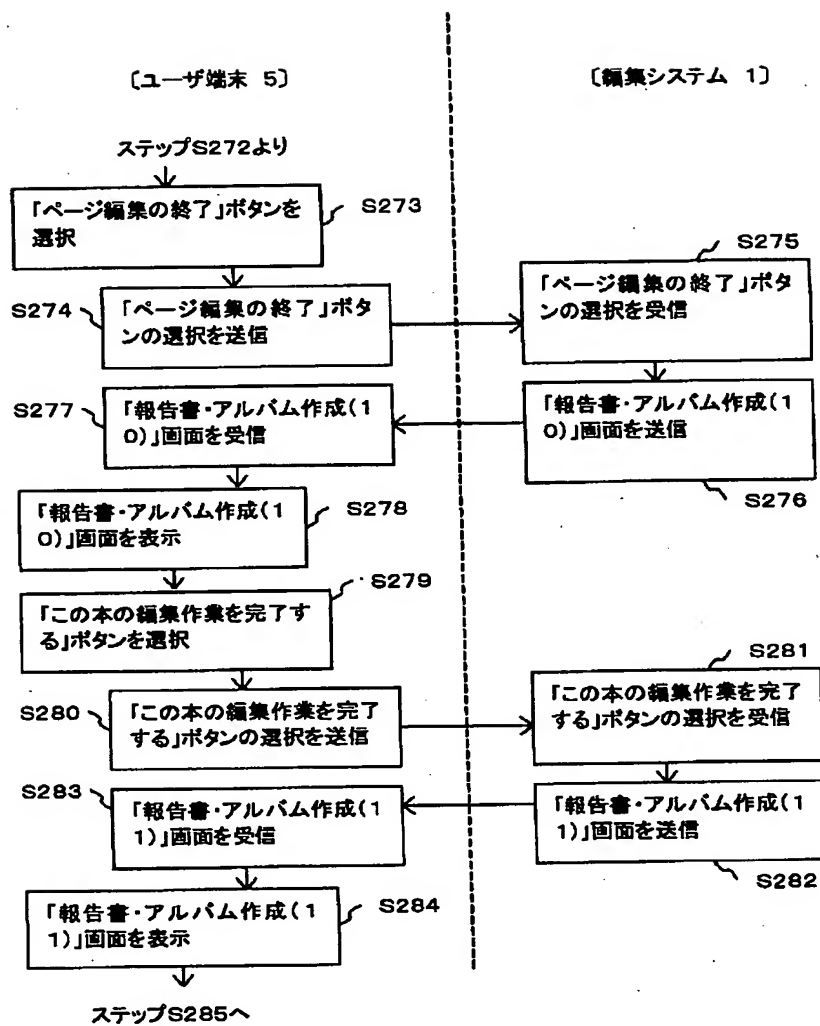 〔ユーザ端末 5〕
〔編集システム 1〕
ステップS272より
「ページ編集の終了」ボタンを
選択
S273
S274
「ページ編集の終了」ボタ
ンの選択を送信
S275
「ページ編集の終了」ボタ
ンの選択を受信
S277
「報告書・アルバム作成(1
0)」画面を受信
「報告書・アルバム作成(1
0)」画面を送信
S276
「報告書・アルバム作成(1
0)」画面を表示
S278
S279
「この本の編集作業を完了す
る」ボタンを選択
S280
「この本の編集作業を完了
する」ボタンの選択を送信
S281
「この本の編集作業を完了
する」ボタンの選択を受信
S283
「報告書・アルバム作成(1
1)」画面を受信
「報告書・アルバム作成(1
1)」画面を送信
S282
「報告書・アルバム作成(1
1)」画面を表示
S284
ステップS285へ